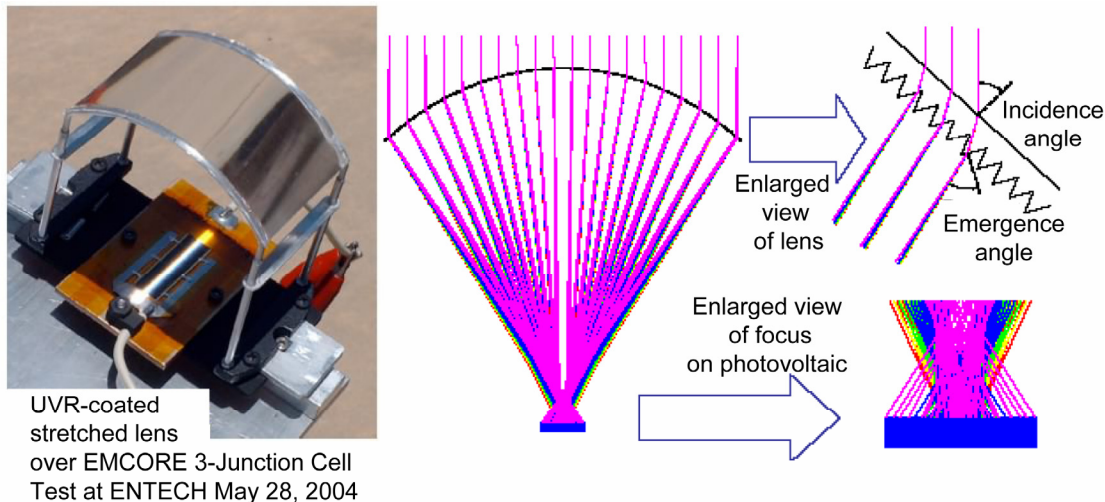 UVR-coated
stretched lens
over EMCORE 3-Junction Cell
Test at ENTECH May 28, 2004
Enlarged
view
of lens
Incidence
angle
Emergence
angle
Enlarged view
of focus
on photovoltaic